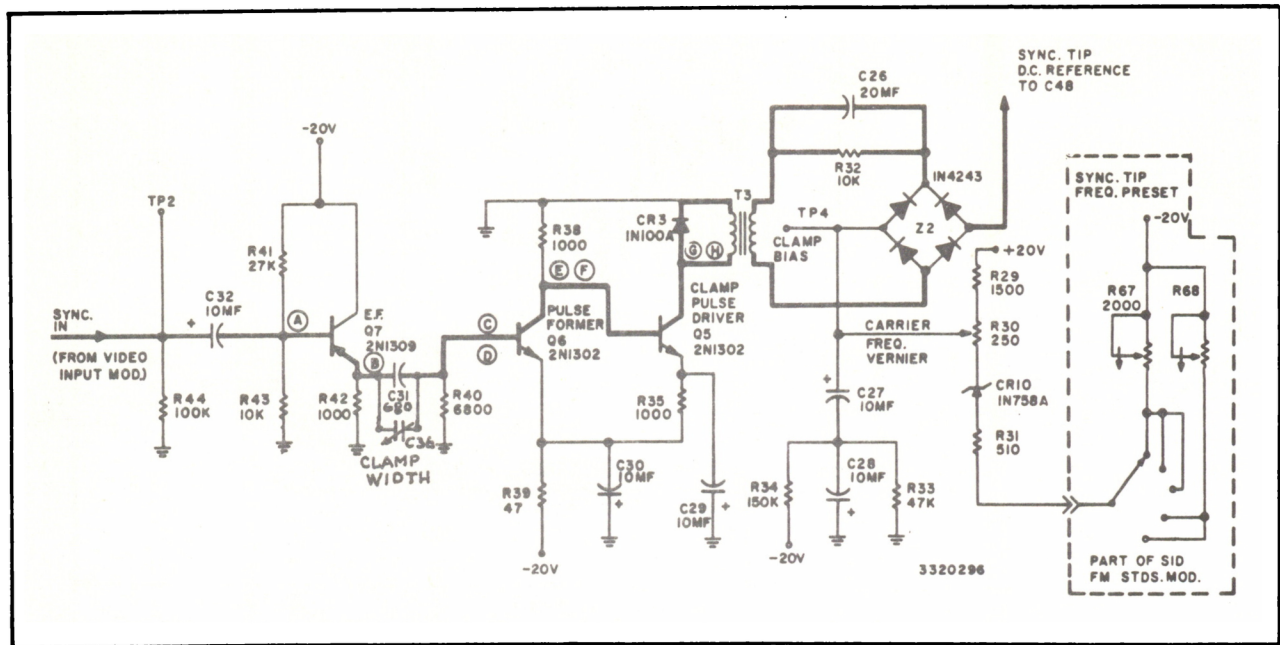 SYNC. TIP
D.C. REFERENCE
TO C48
C26
20MF
-20V
R32
10K
IN4243
SYNC. TIP
FREQ. PRESET
-20V
TP2
T3
TP4
Z2
CLAMP
BIAS
R41
27K
R38
1000
CR3
IN100A
G H
+20V
R29
1500
R67
2000
R68
C32
10MF
+
A
E F
E.F.
Q7
2N1309
PULSE
FORMER
Q6
2N1302
CLAMP
PULSE
DRIVER
Q5
2N1302
SYNC.
IN
(FROM VIDEO
INPUT MOD.)
C
D
CARRIER
FREQ.
VERNIER
R30
250
B
R44
100K
R43
10K
R42
1000
C31
680
C36
R40
6800
R35
1000
+
C27
10MF
CR10
IN758A
R31
510
CLAMP
WIDTH
R39
47
C30
10MF
+
C29
10MF
+
R34
150K
C28
10MF
+
R33
47K
-20V
-20V
3320296
PART OF SID
FM STDS. MOD.